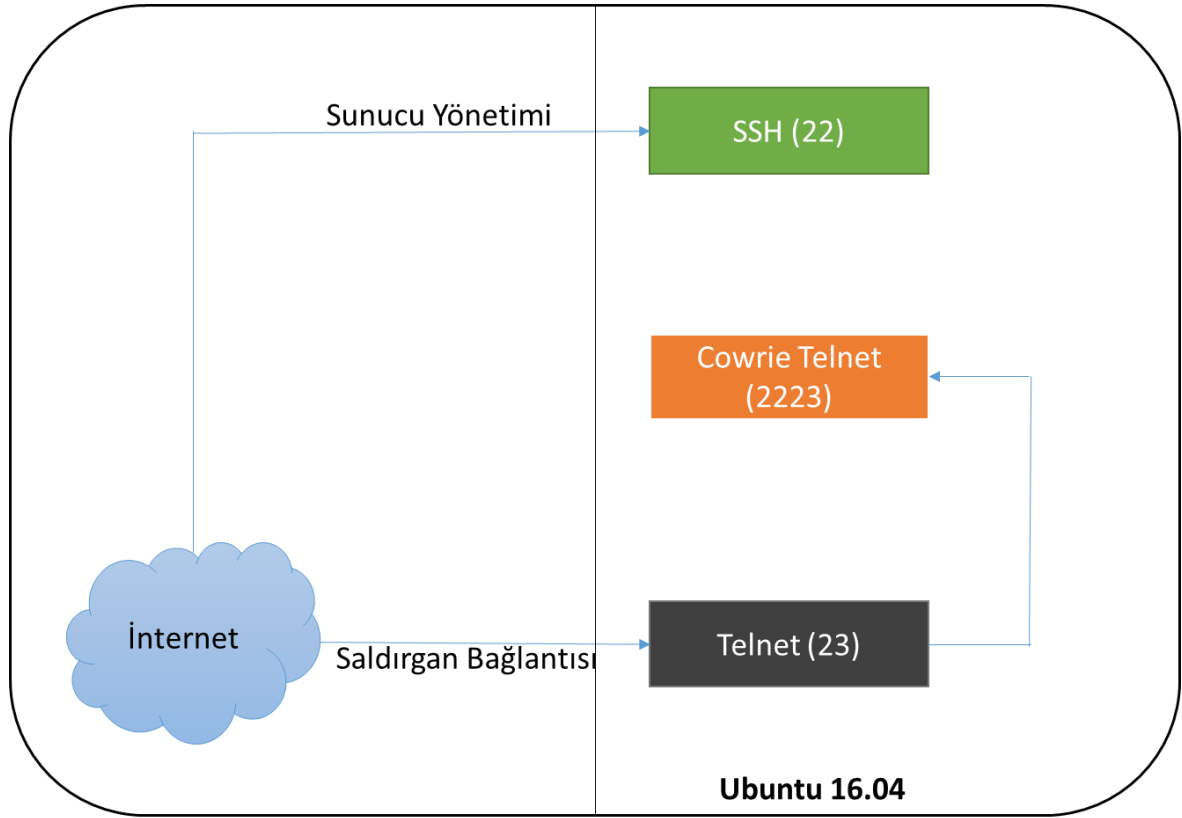 Sunucu Yönetimi
SSH (22)
Cowrie Telnet
(2223)
İnternet
Saldırgan Bağlantısı
Telnet (23)
Ubuntu 16.04